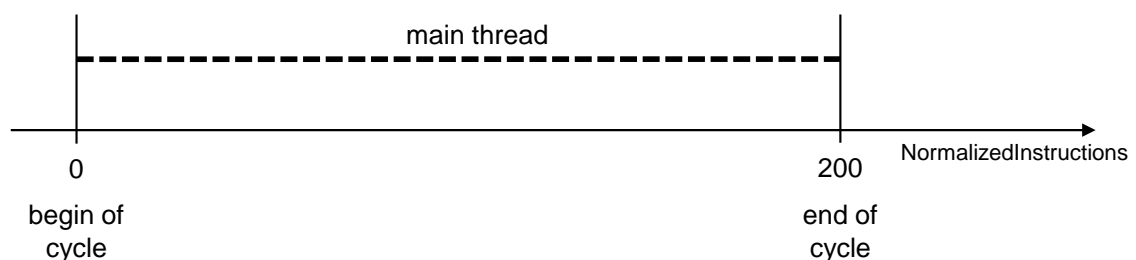 main thread
0
200
NormalizedInstructions
begin of
cycle
end of
cycle